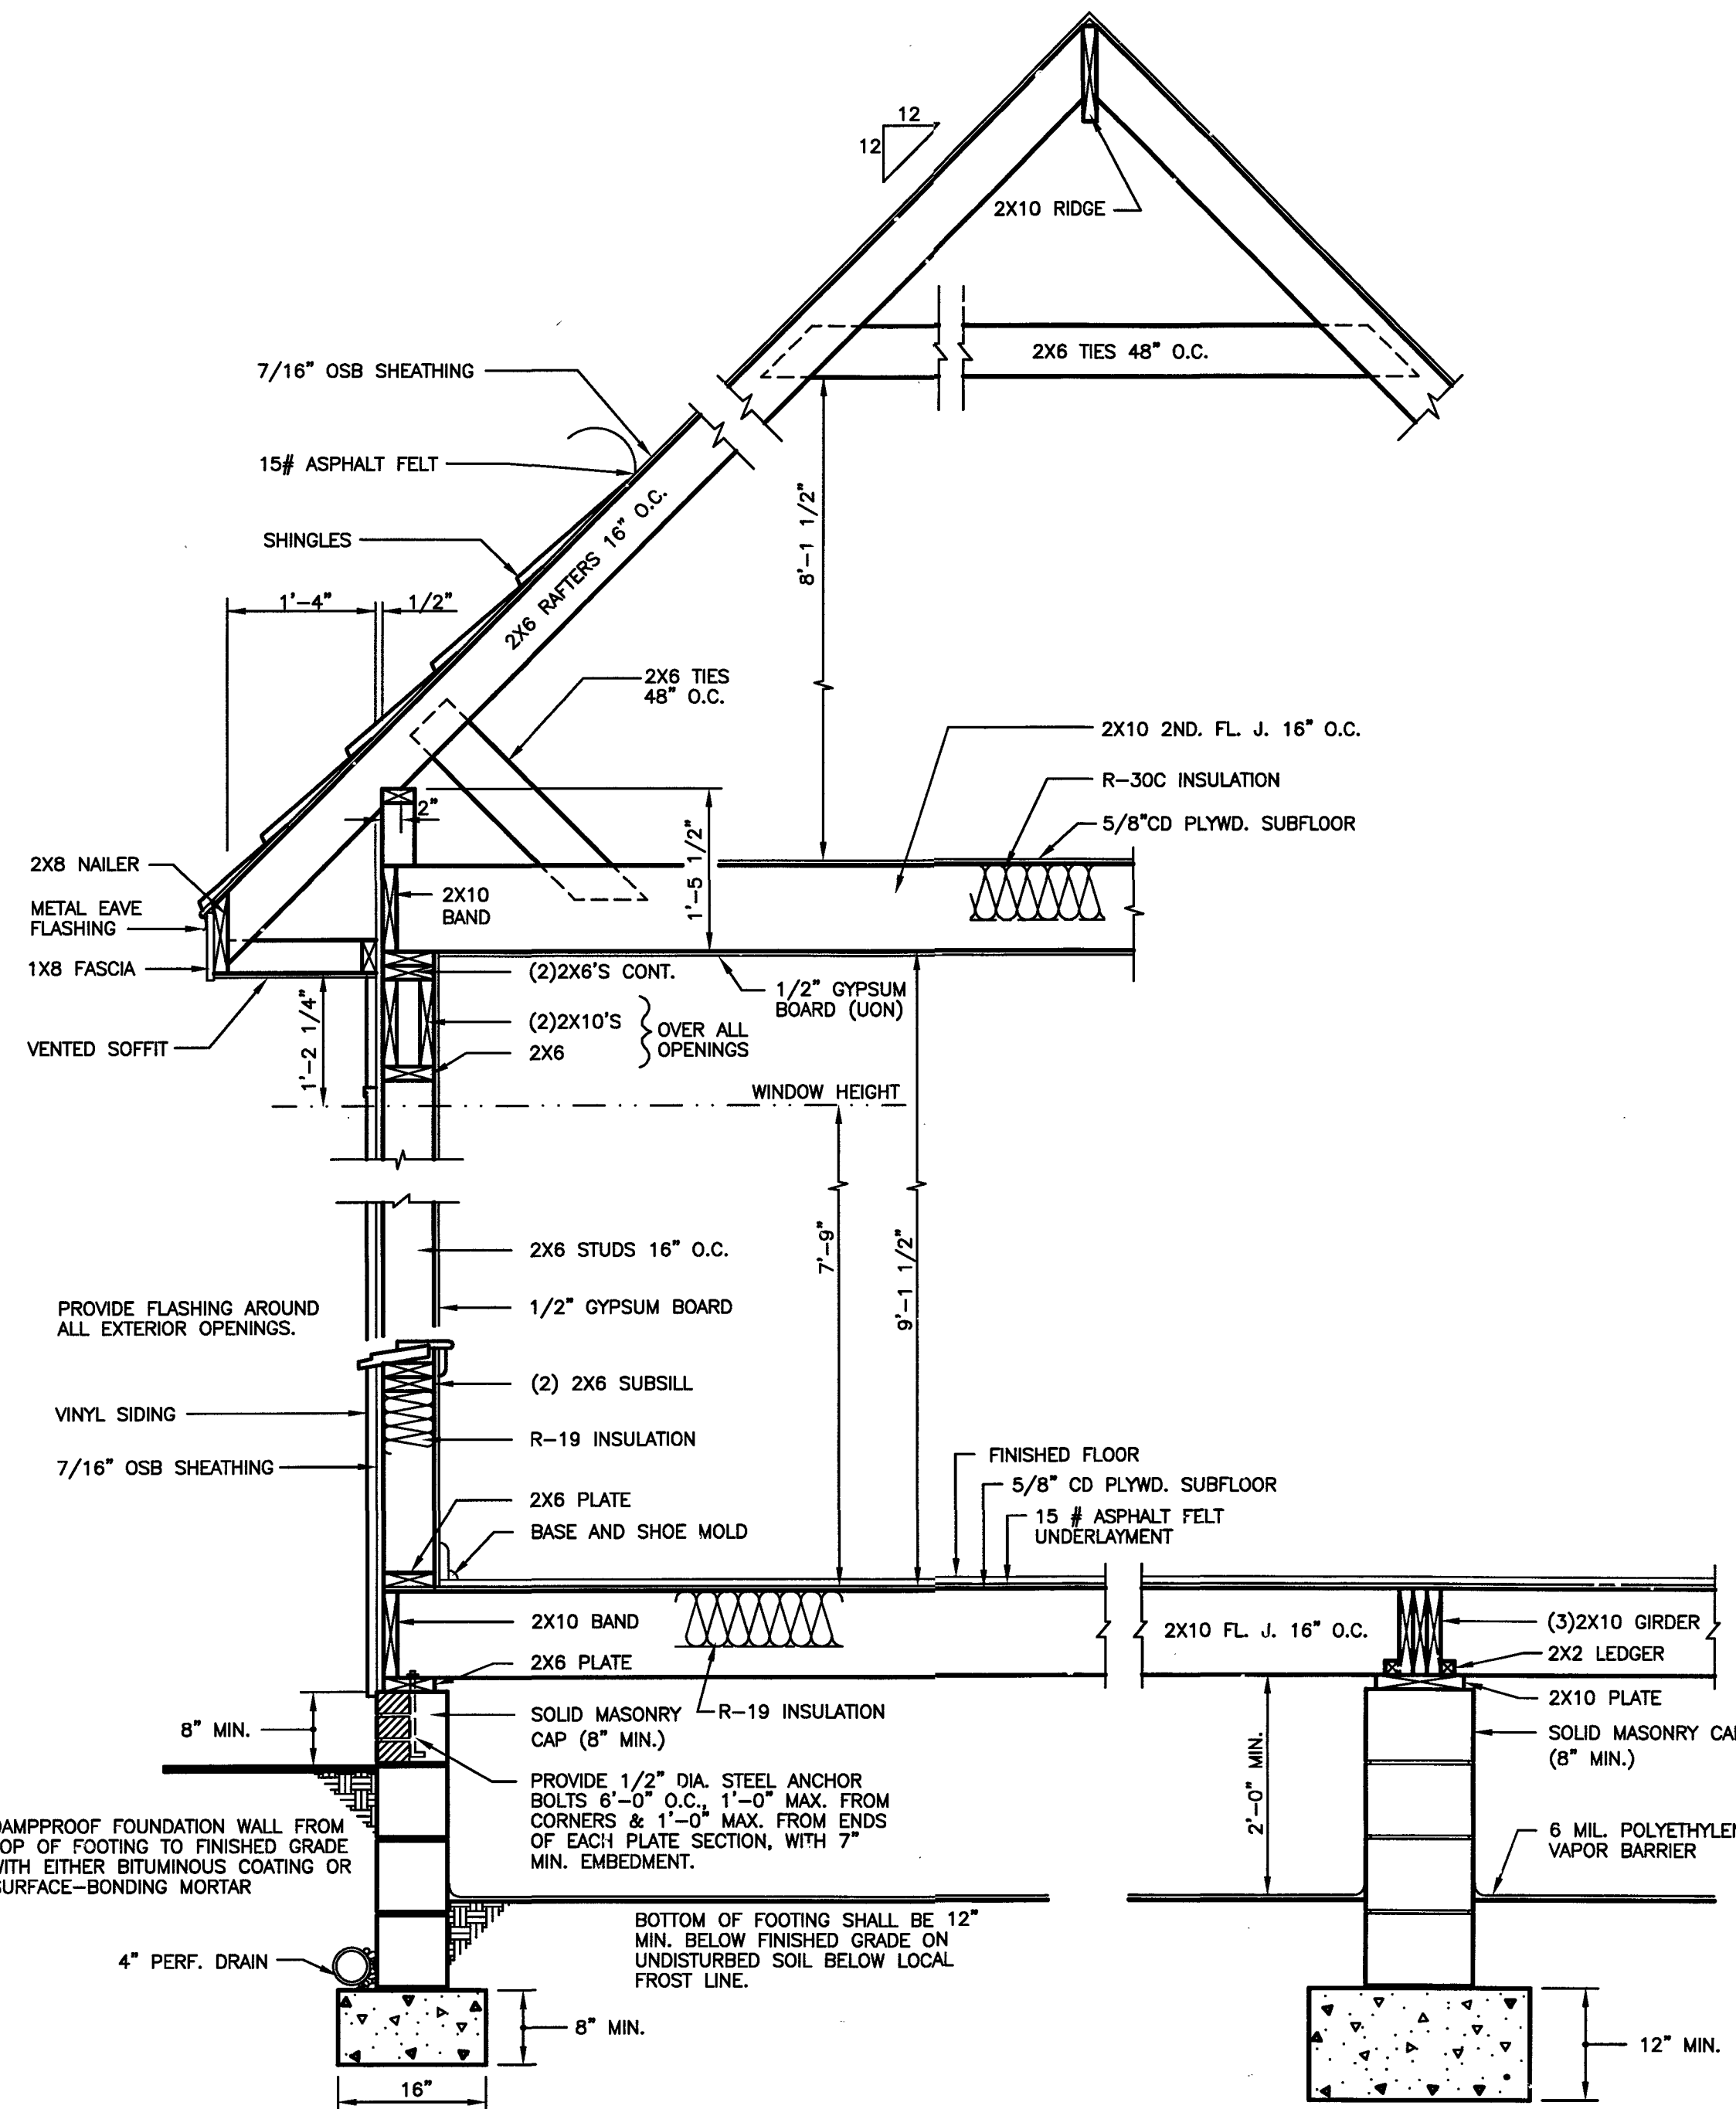 12
12
2X10 RIDGE
2X6 TIES 48" O.C.
7/16" OSB SHEATHING
15# ASPHALT FELT
2X6 RAFTERS 16" O.C.
SHINGLES
8'-1 1/2"
1'-4"
1/2"
2X6 TIES
48" O.C.
2X10 2ND. FL. J. 16" O.C.
R-30C INSULATION
5/8"CD PLYWD. SUBFLOOR
2"
1'-5 1/2"
2X8 NAILER
METAL EAVE
FLASHING
1X8 FASCIA
VENTED SOFFIT
2X10
BAND
(2)2X6'S CONT.
1/2" GYPSUM
BOARD (UON)
(2)2X10'S
2X6
OVER ALL
OPENINGS
1'-2 1/4"
WINDOW HEIGHT
7'-9"
9'-1 1/2"
2X6 STUDS 16" O.C.
1/2" GYPSUM BOARD
PROVIDE FLASHING AROUND
ALL EXTERIOR OPENINGS.
(2) 2X6 SUBSILL
VINYL SIDING
R-19 INSULATION
7/16" OSB SHEATHING
FINISHED FLOOR
5/8" CD PLYWD. SUBFLOOR
15 # ASPHALT FELT
UNDERLAYMENT
2X6 PLATE
BASE AND SHOE MOLD
2X10 BAND
2X10 FL. J. 16" O.C.
(3)2X10 GIRDER
2X2 LEDGER
2X6 PLATE
2X10 PLATE
8" MIN.
SOLID MASONRY
CAP (8" MIN.)
R-19 INSULATION
SOLID MASONRY CA
(8" MIN.)
2'-0" MIN.
PROVIDE 1/2" DIA. STEEL ANCHOR
BOLTS 6'-0" O.C., 1'-0" MAX. FROM
CORNERS & 1'-0" MAX. FROM ENDS
OF EACH PLATE SECTION, WITH 7"
MIN. EMBEDMENT.
AMPPROOF FOUNDATION WALL FROM
OP OF FOOTING TO FINISHED GRADE
WITH EITHER BITUMINOUS COATING OR
SURFACE-BONDING MORTAR
6 MIL. POLYETHYLEN
VAPOR BARRIER
BOTTOM OF FOOTING SHALL BE 12"
MIN. BELOW FINISHED GRADE ON
UNDISTURBED SOIL BELOW LOCAL
FROST LINE.
4" PERF. DRAIN
8" MIN.
16"
12" MIN.